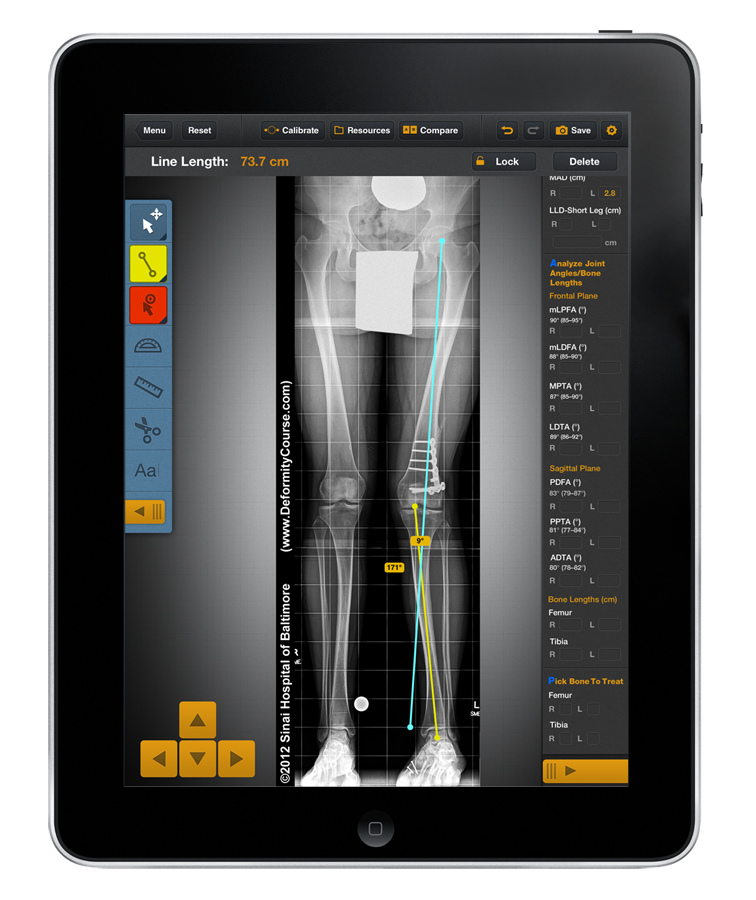 Menu
Reset
Calibrate
Resources
Compare
Save
Line Length: 73.7 cm
Lock
Delete
MAD (cm)
R L 2.8
LLD-Short Leg (cm)
R L
cm
Analyze Joint
Angles/Bone
Lengths
Frontal Plane
mLPFA (°)
90° (85–95°)
R L
mLDFA (°)
88° (85–90°)
R L
MPTA (°)
87° (85–90°)
R L
LDTA (°)
89° (86–92°)
R L
Sagittal Plane
PDFA (°)
83° (79–87°)
R L
PPTA (°)
81° (77–84°)
R L
ADTA (°)
80° (78–82°)
R L
Bone Lengths (cm)
Femur
R L
Tibia
R L
Pick Bone To Treat
Femur
R L
Tibia
R L
Aa
9°
171°
L
©2012 Sinai Hospital of Baltimore (www.DeformityCourse.com)